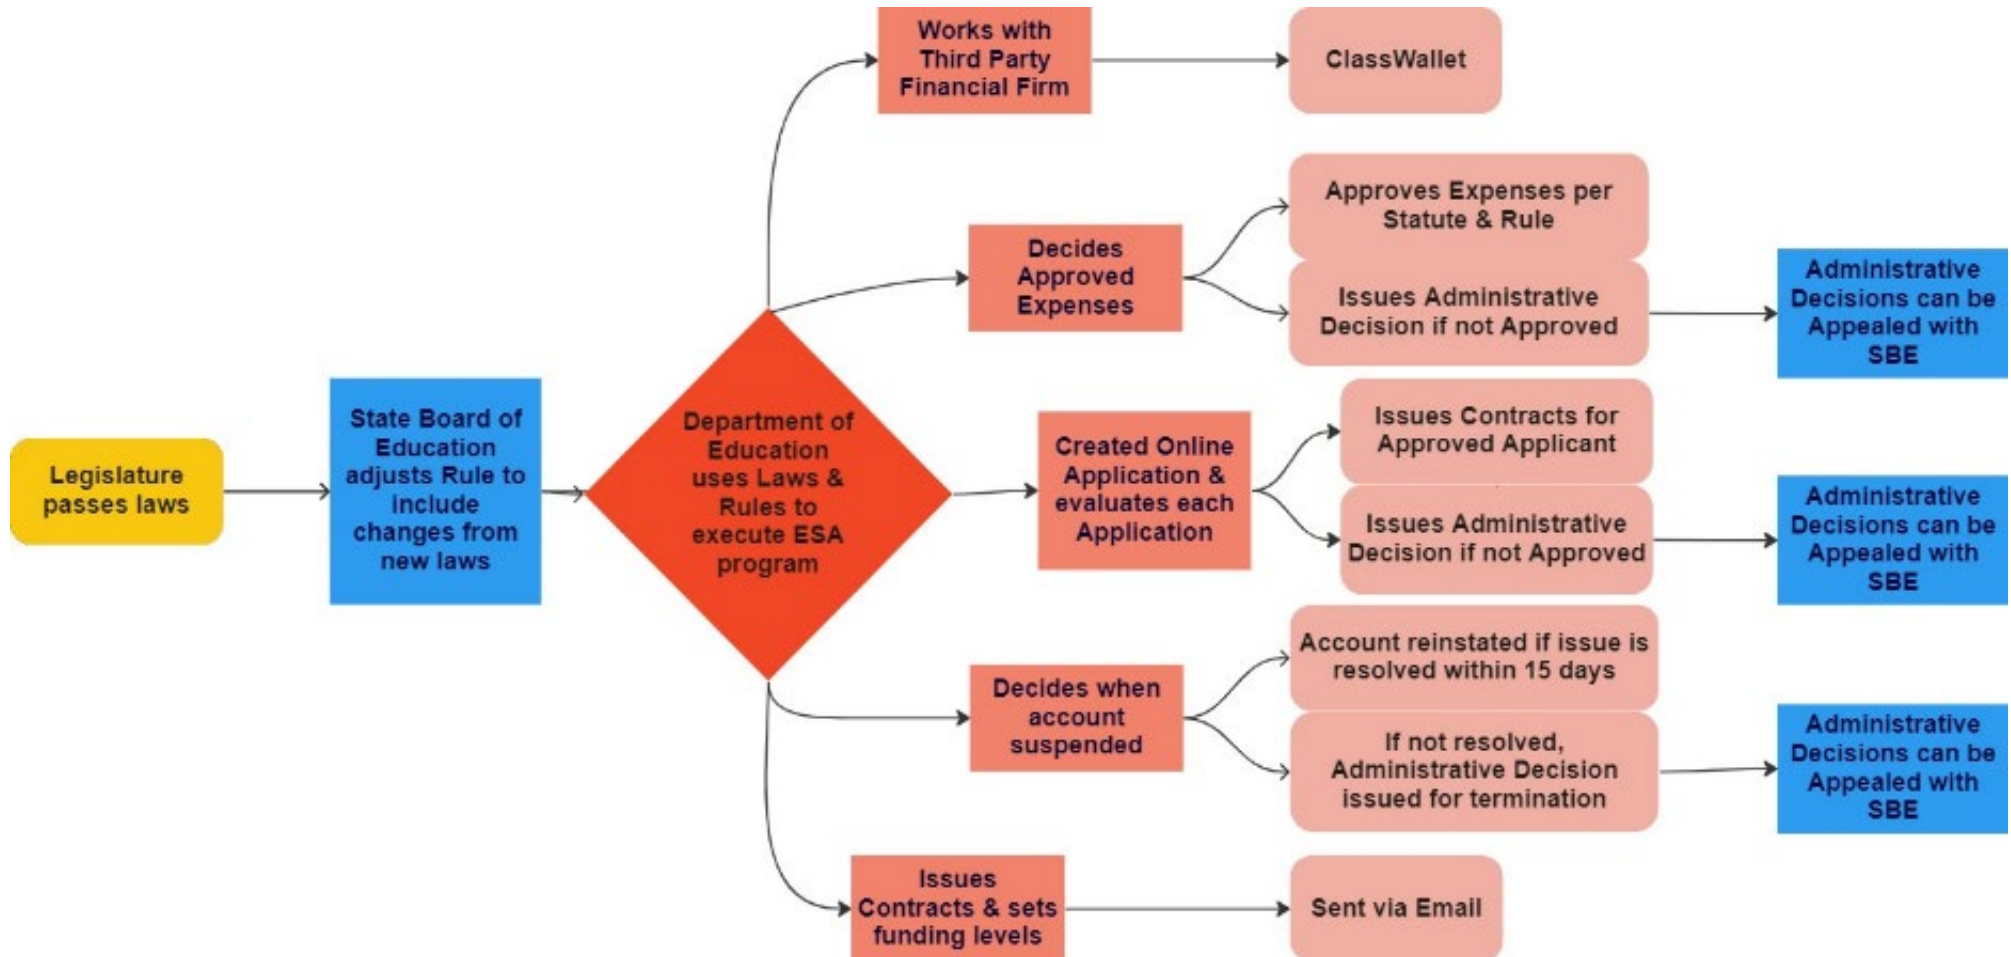 Works with
Third Party
Financial Firm
ClassWallet
Approves Expenses per
Statute & Rule
Decides
Approved
Expenses
Issues Administrative
Decision if not Approved
Administrative
Decisions can be
Appealed with
SBE
Legislature
passes laws
State Board of
Education
adjusts Rule to
include
changes from
new laws
Department of
Education
uses Laws &
Rules to
execute ESA
program
Created Online
Application &
evaluates each
Application
Issues Contracts for
Approved Applicant
Issues Administrative
Decision if not Approved
Administrative
Decisions can be
Appealed with
SBE
Decides when
account
suspended
Account reinstated if issue is
resolved within 15 days
If not resolved,
Administrative Decision
issued for termination
Administrative
Decisions can be
Appealed with
SBE
Issues
Contracts & sets
funding levels
Sent via Email